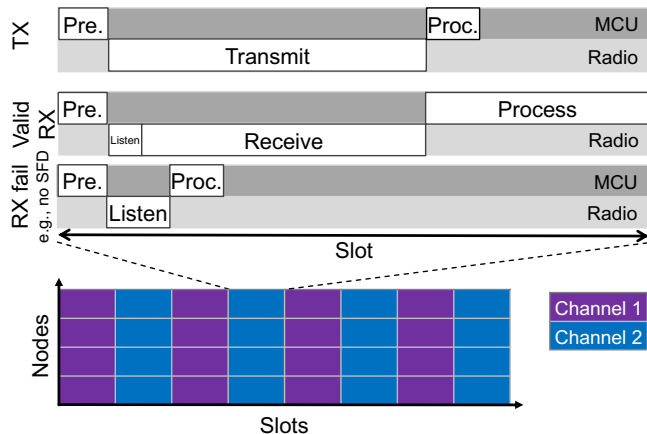 TX
Pre.
Proc.
MCU
Transmit
Radio
Valid
RX
Pre.
Process
Listen
Receive
Radio
RX fail
e.g., no SFD
Pre.
Proc.
MCU
Listen
Radio
Slot
Nodes
Channel 1
Channel 2
Slots